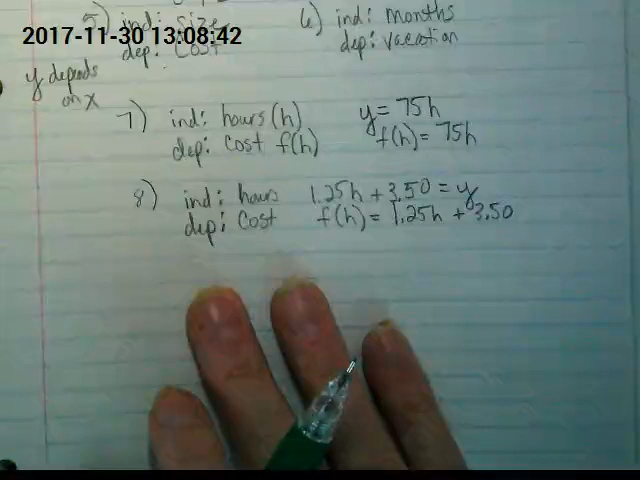 5) ind: size
2017-11-30 13:08:42
dep: Cost
6) ind: months
dep: vacation
y depends
on x
7) ind: hours (h)
dep: cost f(h)
y = 75h
f(h) = 75h
8) ind: hours
dep: cost
1.25h + 3.50 = y
f(h) = 1.25h + 3.50